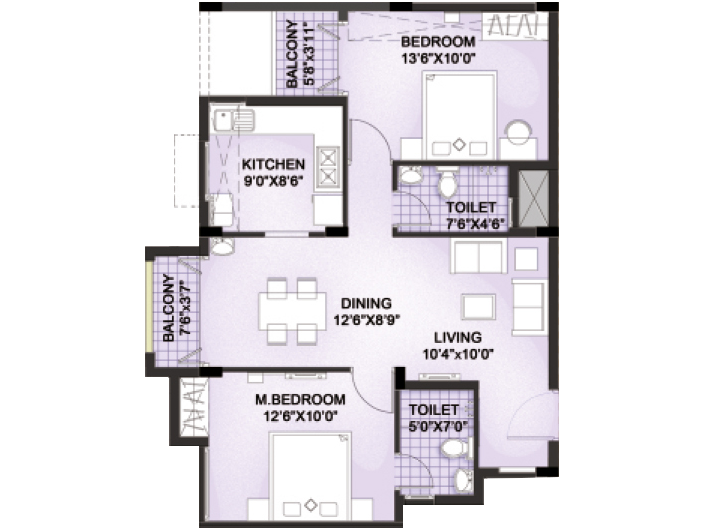 BALCONY
5'8"x3'11"
BEDROOM
13'6"X10'0"
KITCHEN
9'0"X8'6"
TOILET
7'6"X4'6"
BALCONY
7'6"x3'7"
DINING
12'6"X8'9"
LIVING
10'4"x10'0"
M.BEDROOM
12'6"X10'0"
TOILET
5'0"X7'0"